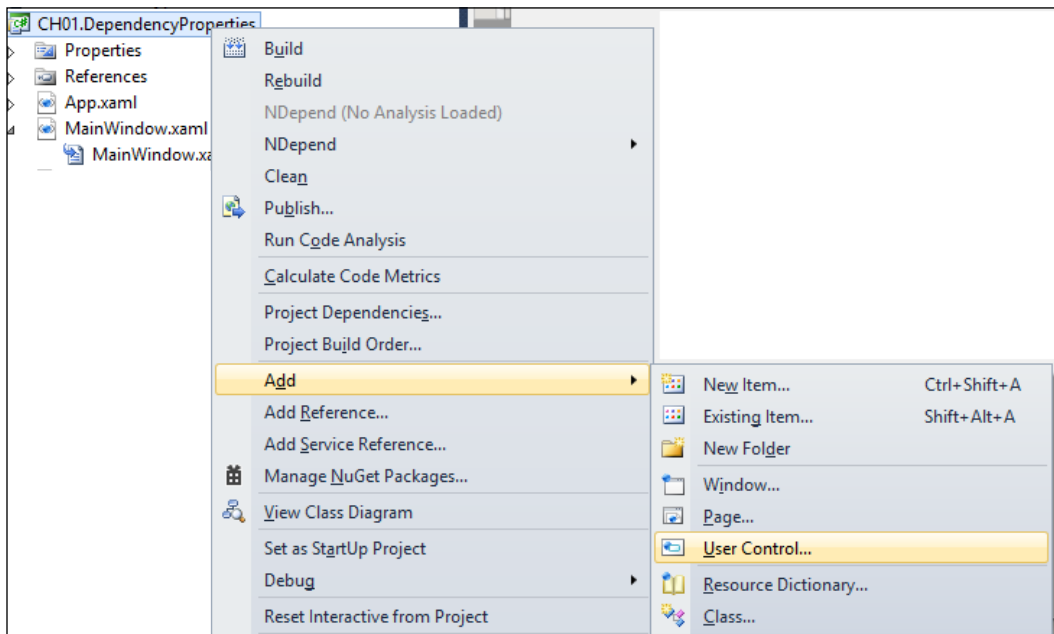 CH01.DependencyProperties
Properties
References
App.xaml
MainWindow.xaml
MainWindow.xa
Build
Rebuild
NDepend (No Analysis Loaded)
NDepend
Clean
Publish...
Run Code Analysis
Calculate Code Metrics
Project Dependencies...
Project Build Order...
Add
Add Reference...
Add Service Reference...
Manage NuGet Packages...
View Class Diagram
Set as StartUp Project
Debug
Reset Interactive from Project
New Item... Ctrl+Shift+A
Existing Item... Shift+Alt+A
New Folder
Window...
Page...
User Control...
Resource Dictionary...
Class...